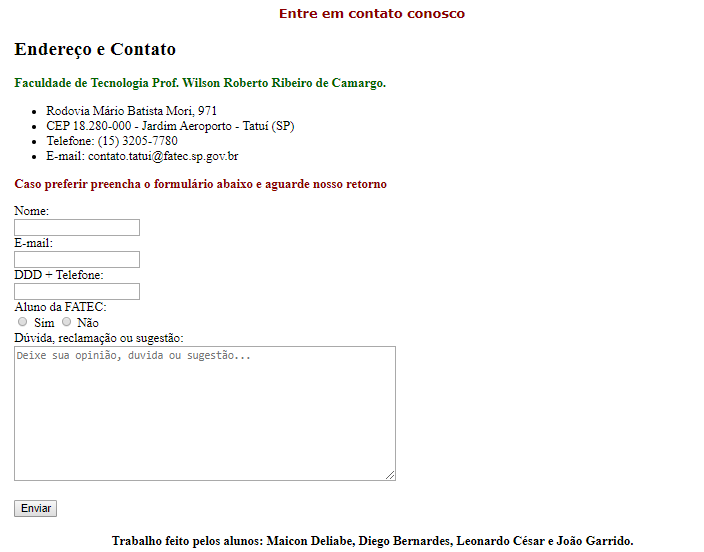 Entre em contato conosco
Endereço e Contato
Faculdade de Tecnologia Prof. Wilson Roberto Ribeiro de Camargo.
Rodovia Mário Batista Mori, 971
CEP 18.280-000 - Jardim Aeroporto - Tatuí (SP)
Telefone: (15) 3205-7780
E-mail: contato.tatui@fatec.sp.gov.br
Caso preferir preencha o formulário abaixo e aguarde nosso retorno
Nome:
E-mail:
DDD + Telefone:
Aluno da FATEC:
Sim Não
Dúvida, reclamação ou sugestão:
Deixe sua opinião, duvida ou sugestão...
Enviar
Trabalho feito pelos alunos: Maicon Deliabe, Diego Bernardes, Leonardo César e João Garrido.